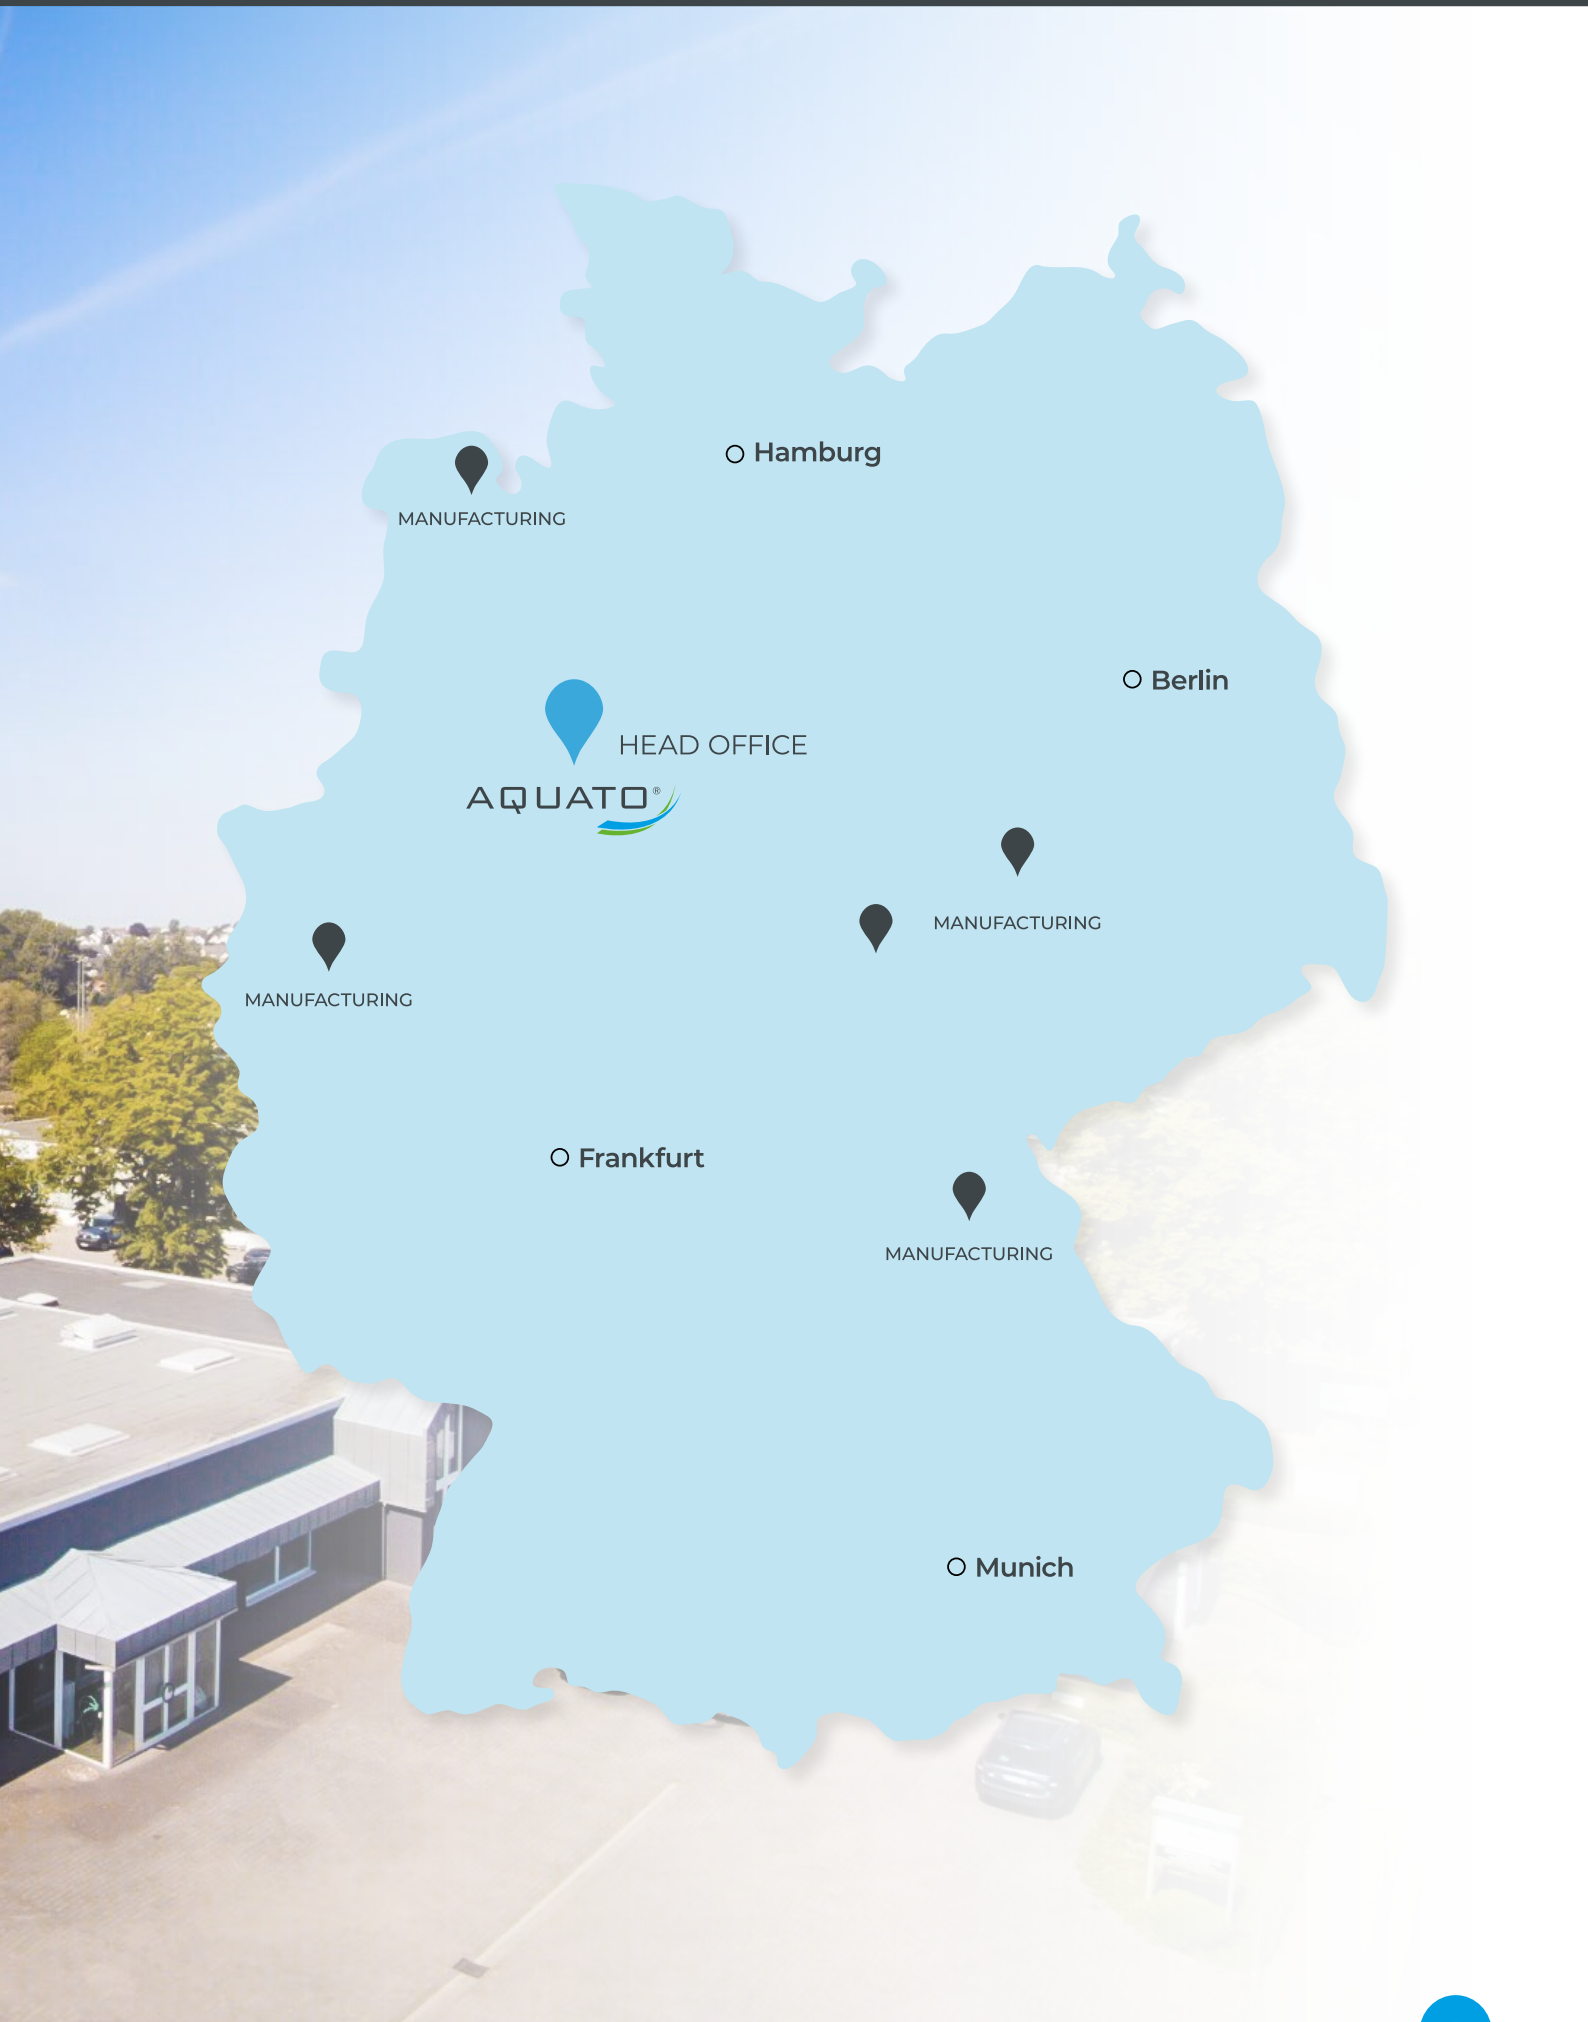 Hamburg
MANUFACTURING
Berlin
HEAD OFFICE
AQUATO®
MANUFACTURING
MANUFACTURING
Frankfurt
MANUFACTURING
Munich